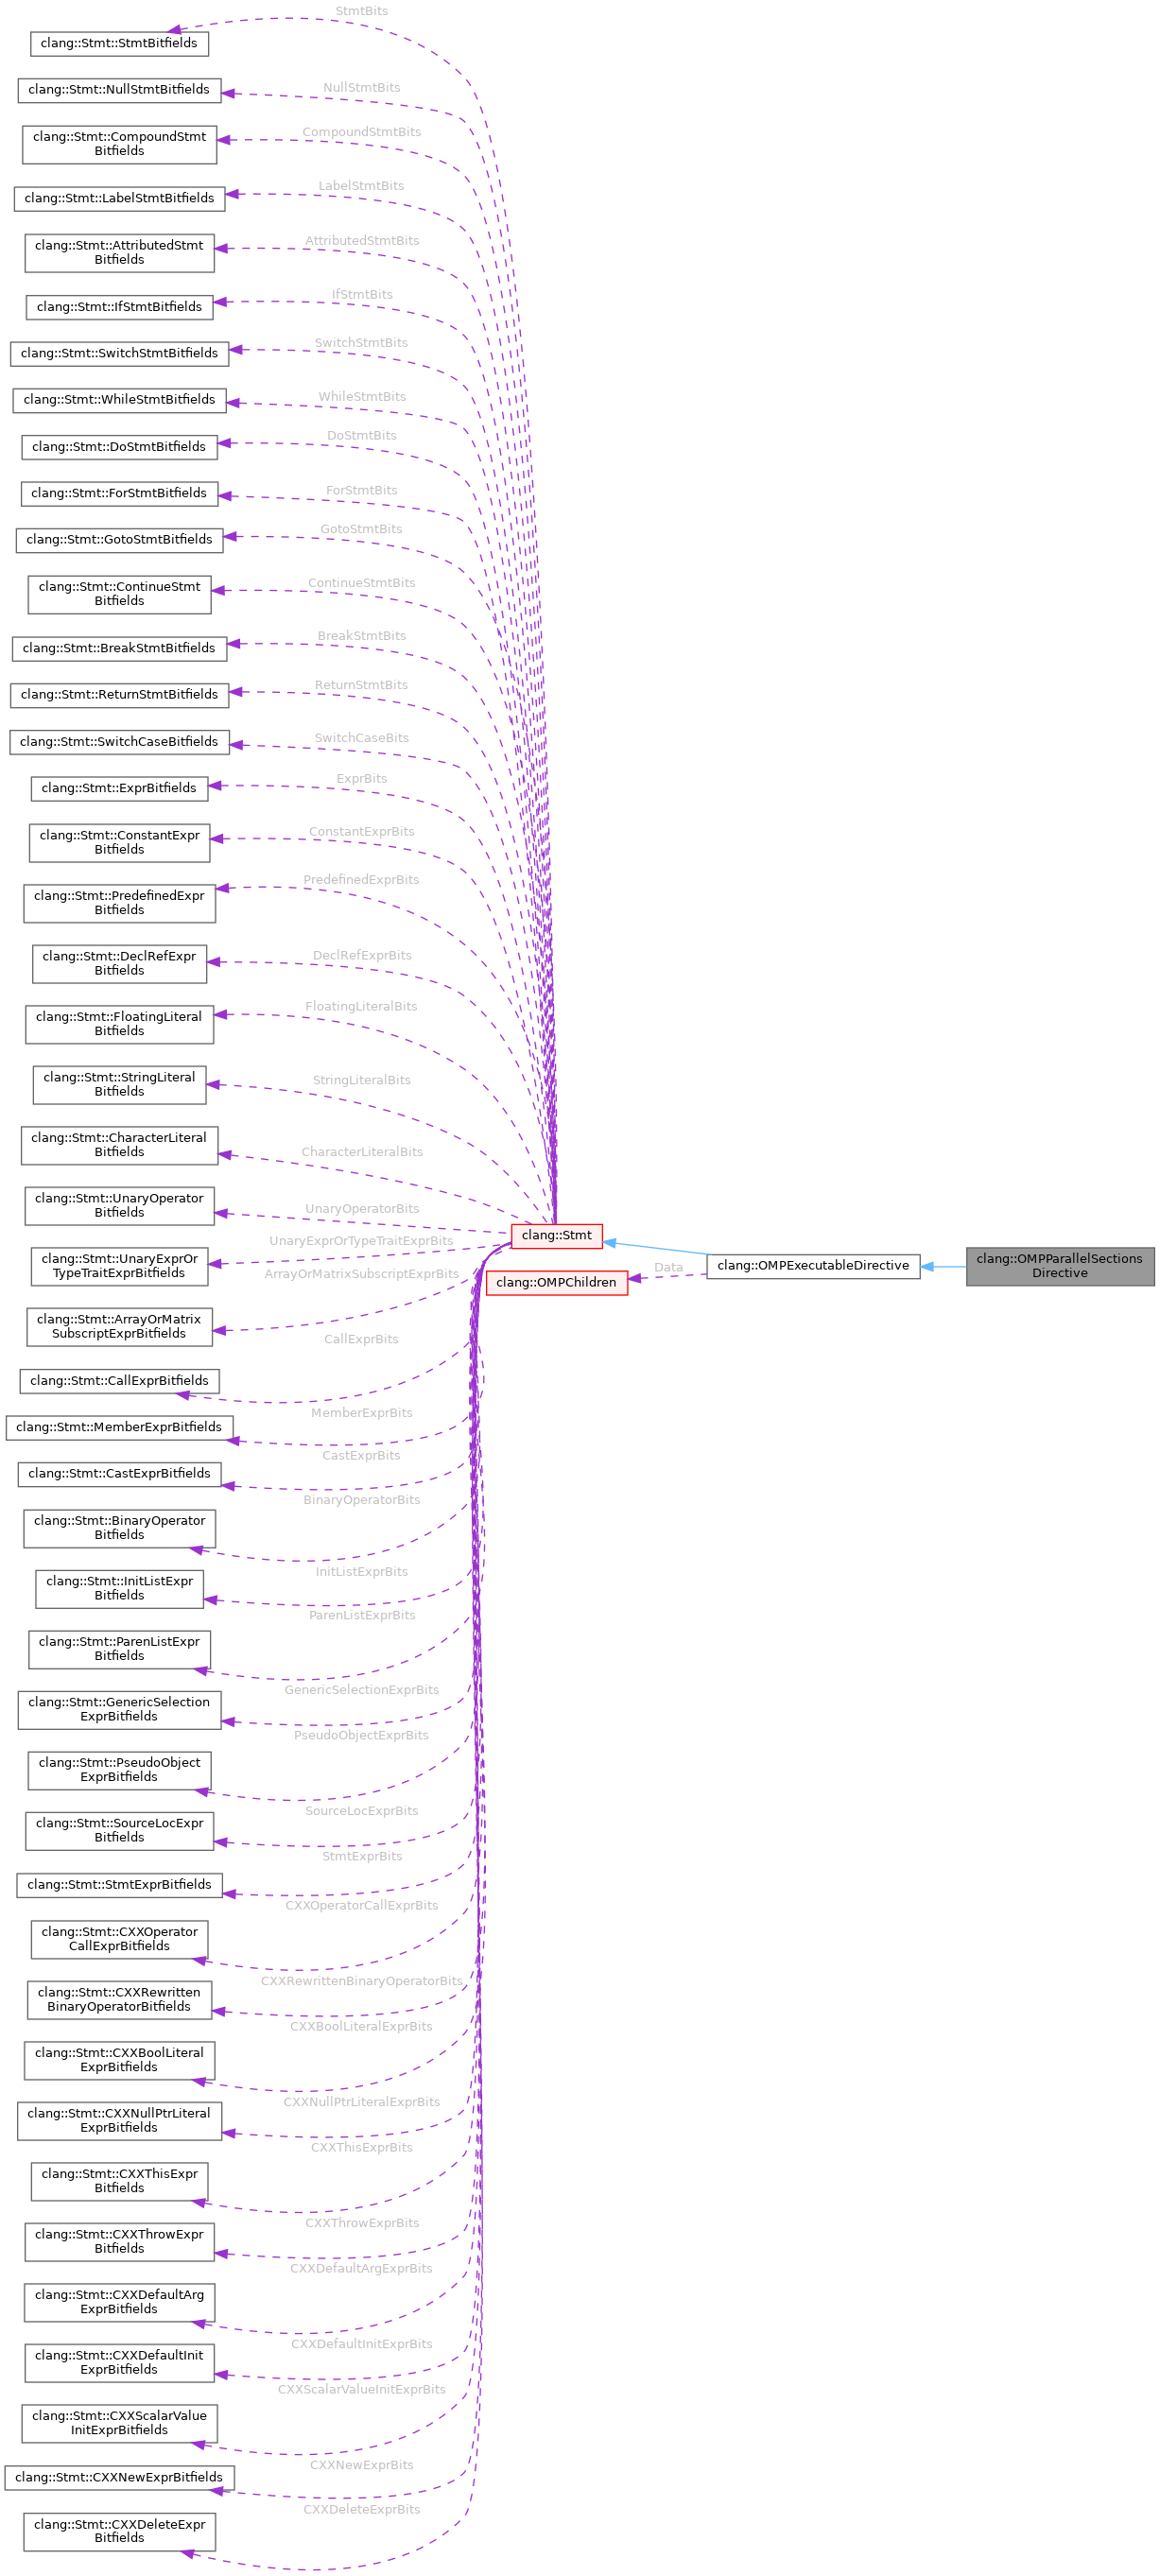 StmtBits
clang::Stmt::StmtBitfields
NullStmtBits
clang::Stmt::NullStmtBitfields
CompoundStmtBits
clang::Stmt::CompoundStmt
Bitfields
LabelStmtBits
clang::Stmt::LabelStmtBitfields
AttributedStmtBits
clang::Stmt::AttributedStmt
Bitfields
IfStmtBits
clang::Stmt::IfStmtBitfields
SwitchStmtBits
clang::Stmt::SwitchStmtBitfields
WhileStmtBits
clang::Stmt::WhileStmtBitfields
DoStmtBits
clang::Stmt::DoStmtBitfields
ForStmtBits
clang::Stmt::ForStmtBitfields
GotoStmtBits
clang::Stmt::GotoStmtBitfields
ContinueStmtBits
clang::Stmt::ContinueStmt
Bitfields
BreakStmtBits
clang::Stmt::BreakStmtBitfields
ReturnStmtBits
clang::Stmt::ReturnStmtBitfields
SwitchCaseBits
clang::Stmt::SwitchCaseBitfields
ExprBits
clang::Stmt::ExprBitfields
ConstantExprBits
clang::Stmt::ConstantExpr
Bitfields
PredefinedExprBits
clang::Stmt::PredefinedExpr
Bitfields
DeclRefExprBits
clang::Stmt::DeclRefExpr
Bitfields
FloatingLiteralBits
clang::Stmt::FloatingLiteral
Bitfields
StringLiteralBits
clang::Stmt::StringLiteral
Bitfields
CharacterLiteralBits
clang::Stmt::CharacterLiteral
Bitfields
UnaryOperatorBits
clang::Stmt::UnaryOperator
Bitfields
clang::Stmt
UnaryExprOrTypeTraitExprBits
clang::Stmt::UnaryExprOr
TypeTraitExprBitfields
clang::OMPParallelSections
Directive
clang::OMPExecutableDirective
Data
clang::OMPChildren
ArrayOrMatrixSubscriptExprBits
clang::Stmt::ArrayOrMatrix
SubscriptExprBitfields
CallExprBits
clang::Stmt::CallExprBitfields
MemberExprBits
clang::Stmt::MemberExprBitfields
CastExprBits
clang::Stmt::CastExprBitfields
BinaryOperatorBits
clang::Stmt::BinaryOperator
Bitfields
InitListExprBits
clang::Stmt::InitListExpr
Bitfields
ParenListExprBits
clang::Stmt::ParenListExpr
Bitfields
GenericSelectionExprBits
clang::Stmt::GenericSelection
ExprBitfields
PseudoObjectExprBits
clang::Stmt::PseudoObject
ExprBitfields
SourceLocExprBits
clang::Stmt::SourceLocExpr
Bitfields
StmtExprBits
clang::Stmt::StmtExprBitfields
CXXOperatorCallExprBits
clang::Stmt::CXXOperator
CallExprBitfields
CXXRewrittenBinaryOperatorBits
clang::Stmt::CXXRewritten
BinaryOperatorBitfields
CXXBoolLiteralExprBits
clang::Stmt::CXXBoolLiteral
ExprBitfields
CXXNullPtrLiteralExprBits
clang::Stmt::CXXNullPtrLiteral
ExprBitfields
CXXThisExprBits
clang::Stmt::CXXThisExpr
Bitfields
CXXThrowExprBits
clang::Stmt::CXXThrowExpr
Bitfields
CXXDefaultArgExprBits
clang::Stmt::CXXDefaultArg
ExprBitfields
CXXDefaultInitExprBits
clang::Stmt::CXXDefaultInit
ExprBitfields
CXXScalarValueInitExprBits
clang::Stmt::CXXScalarValue
InitExprBitfields
CXXNewExprBits
clang::Stmt::CXXNewExprBitfields
CXXDeleteExprBits
clang::Stmt::CXXDeleteExpr
Bitfields